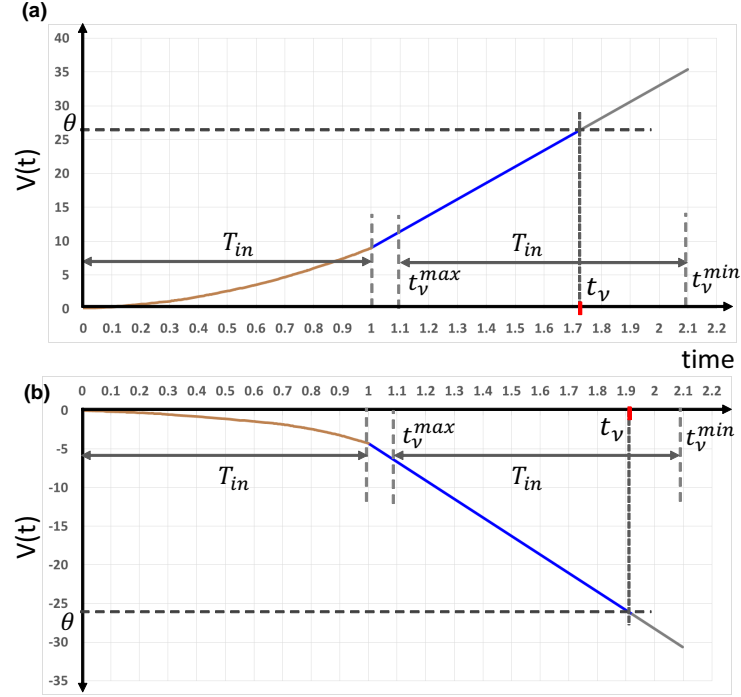 (a)
40
35
30
θ
25
V(t)
20
15
10
T_in
T_in
5
t_ν^max
t_ν
t_ν^min
0
0 0.1 0.2 0.3 0.4 0.5 0.6 0.7 0.8 0.9 1 1.1 1.2 1.3 1.4 1.5 1.6 1.7 1.8 1.9 2 2.1 2.2
time
(b)
0 0.1 0.2 0.3 0.4 0.5 0.6 0.7 0.8 0.9 1 1.1 1.2 1.3 1.4 1.5 1.6 1.7 1.8 1.9 2 2.1 2.2
0
t_ν^max
t_ν
t_ν^min
-5
T_in
T_in
-10
-15
V(t)
-20
-25
θ
-30
-35